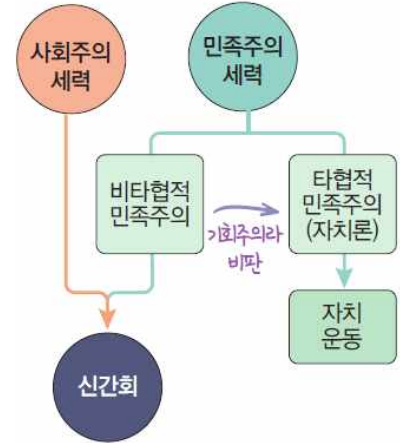 사회주의
세력
민족주의
세력
비타협적
민족주의
기회주의라
비판
타협적
민족주의
(자치론)
자치
운동
신간회